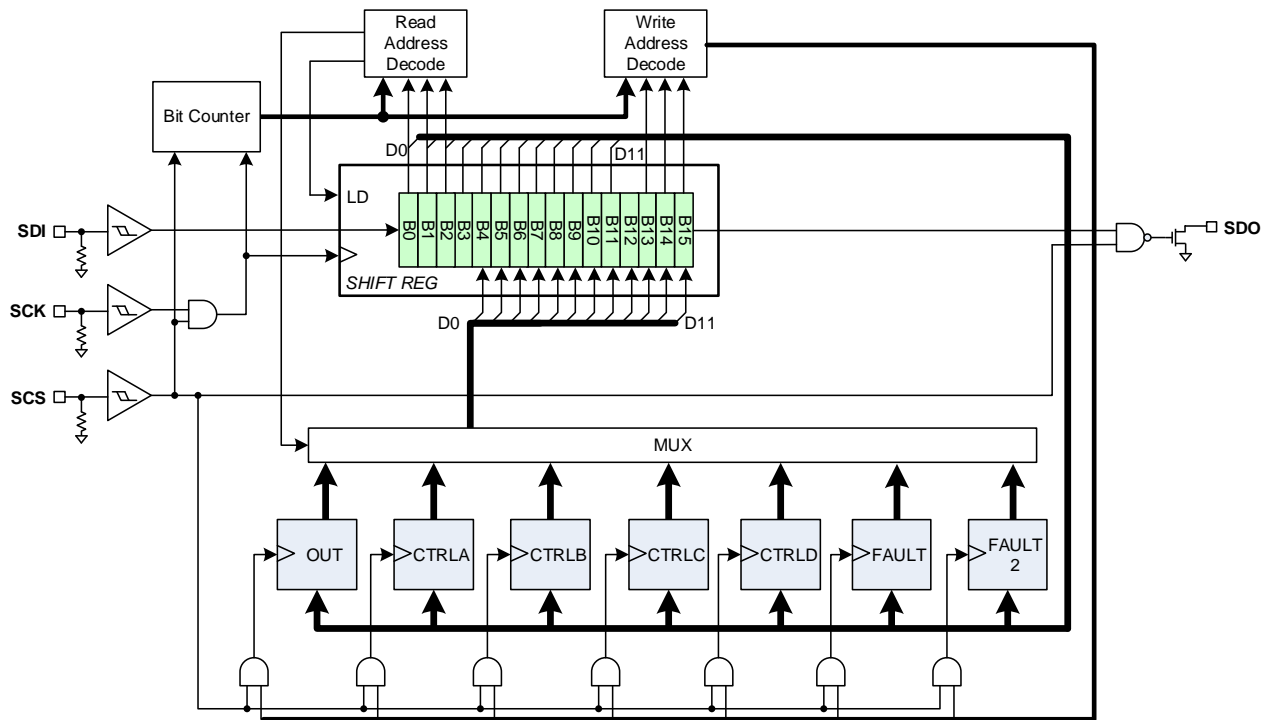 Read
Address
Decode
Write
Address
Decode
Bit Counter
D0
D11
LD
B0
B1
B2
B3
B4
B5
B6
B7
B8
B9
B10
B11
B12
B13
B14
B15
SDI
SDO
SHIFT REG
SCK
D0
D11
SCS
MUX
OUT
CTRLA
CTRLB
CTRLC
CTRLD
FAULT
FAULT
2